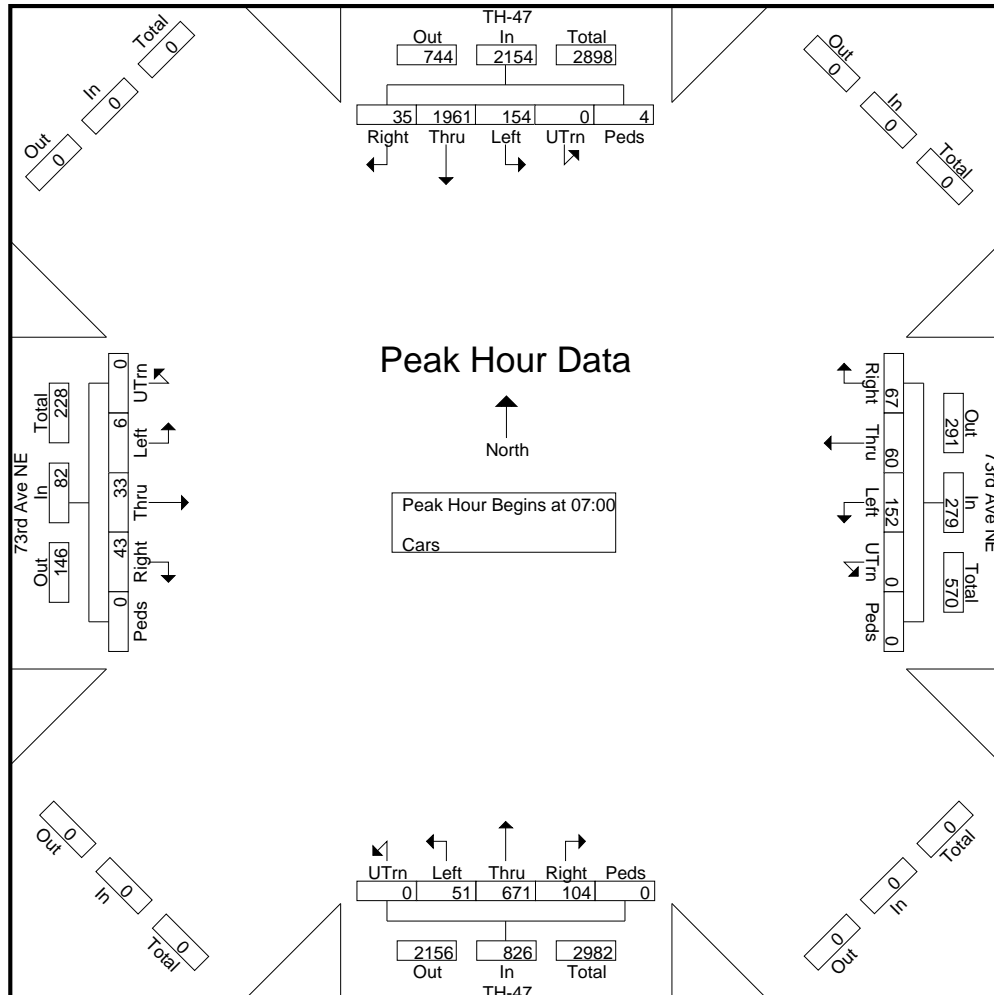 TH-47
Out In Total
744 2154 2898
35 1961 154 0 4
Right Thru Left UTrn Peds
Total
0
In
0
Out
0
Out
0
In
0
Total
0
Peak Hour Data
North
Peak Hour Begins at 07:00
Cars
73rd Ave NE
Total In Out
228 82 146
0 6 33 43 0
UTrn Left Thru Right Peds
Right Thru Left UTrn Peds
67 60 152 0 0
Out In Total
291 279 570
73rd Ave NE
Out
0
In
0
Total
0
Total
0
In
0
Out
0
UTrn Left Thru Right Peds
0 51 671 104 0
2156 826 2982
Out In Total
TH-47